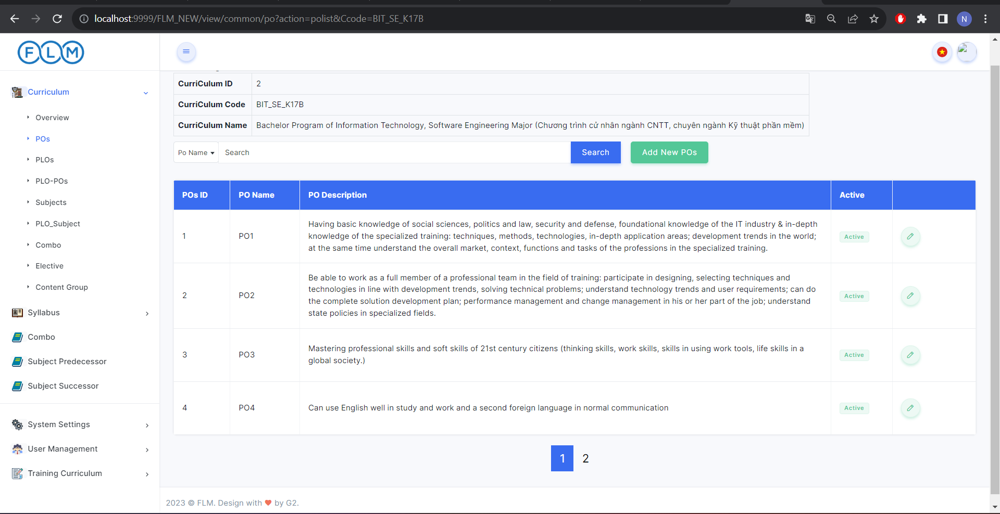 localhost:9999/FLM_NEW/view/common/po?action=polist&Ccode=BIT_SE_K17B
N
FLM
Curriculum
Overview
POs
PLOs
PLO-POs
Subjects
PLO_Subject
Combo
Elective
Content Group
Syllabus
Combo
Subject Predecessor
Subject Successor
System Settings
User Management
Training Curriculum
CurriCulum ID 2
CurriCulum Code BIT_SE_K17B
CurriCulum Name Bachelor Program of Information Technology, Software Engineering Major (Chương trình cử nhân ngành CNTT, chuyên ngành Kỹ thuật phần mềm)
Po Name Search Search Add New POs
POs ID PO Name PO Description Active
1 PO1 Having basic knowledge of social sciences, politics and law, security and defense, foundational knowledge of the IT industry & in-depth
knowledge of the specialized training: techniques, methods, technologies, in-depth application areas; development trends in the world;
at the same time understand the overall market, context, functions and tasks of the professions in the specialized training.
Active
2 PO2 Be able to work as a full member of a professional team in the field of training: participate in designing, selecting techniques and
technologies in line with development trends, solving technical problems; understand technology trends and user requirements; can do
the complete solution development plan; performance management and change management in his or her part of the job; understand
state policies in specialized fields.
Active
3 PO3 Mastering professional skills and soft skills of 21st century citizens (thinking skills, work skills, skills in using work tools, life skills in a
global society.)
Active
4 PO4 Can use English well in study and work and a second foreign language in normal communication
Active
1 2
2023 © FLM. Design with ❤ by G2.